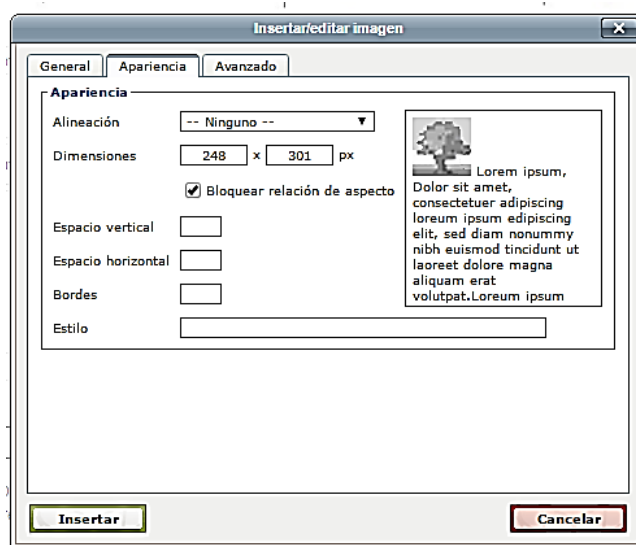 Insertar/editar imagen
General Apariencia Avanzado
Apariencia
Alineación -- Ninguno --
Dimensiones 248 x 301 px
Bloquear relación de aspecto
Espacio vertical
Espacio horizontal
Bordes
Estilo
Lorem ipsum,
Dolor sit amet,
consectetuer adipiscing
loreum ipsum edipiscing
elit, sed diam nonummy
nibh euismod tincidunt ut
laoreet dolore magna
aliquam erat
volutpat.Loreum ipsum
Insertar Cancelar